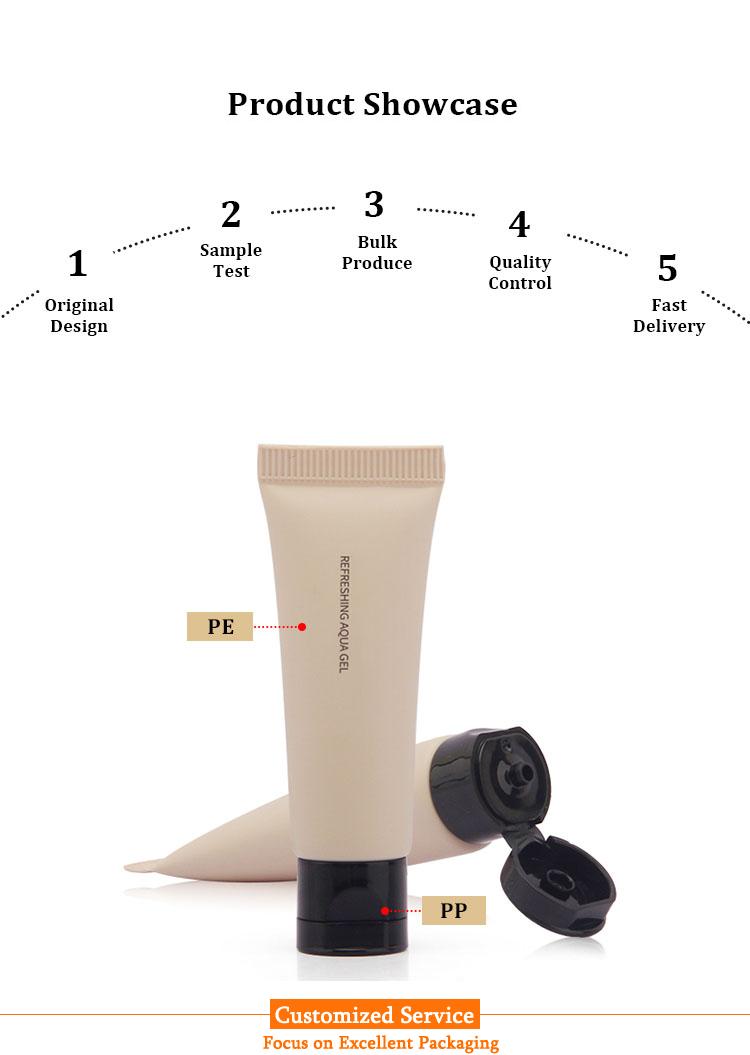 Product Showcase
1
Original
Design
2
Sample
Test
3
Bulk
Produce
4
Quality
Control
5
Fast
Delivery
REFRESHING AQUA GEL
PE
PP
Customized Service
Focus on Excellent Packaging